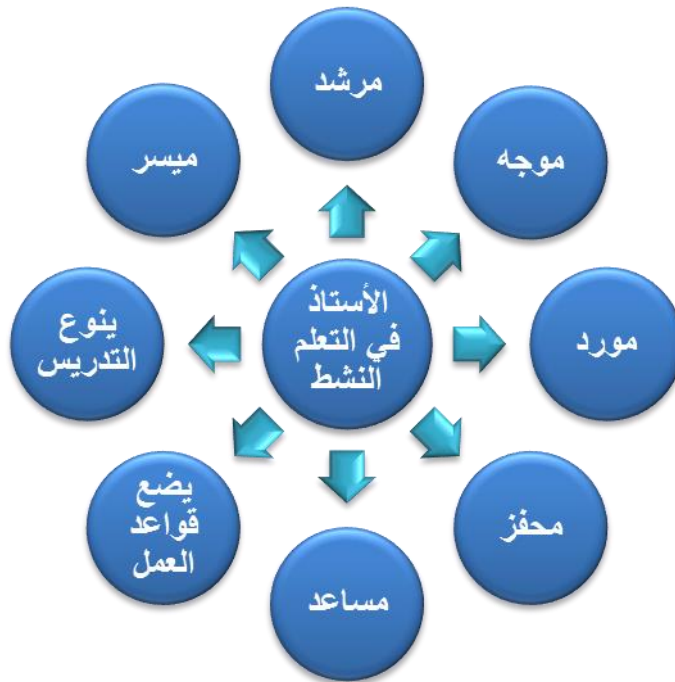 مرشد
موجه
مورد
محفز
مساعد
يضع
قواعد
العمل
ينوع
التدريس
ميسر
الأستاذ
في التعلم
النشط